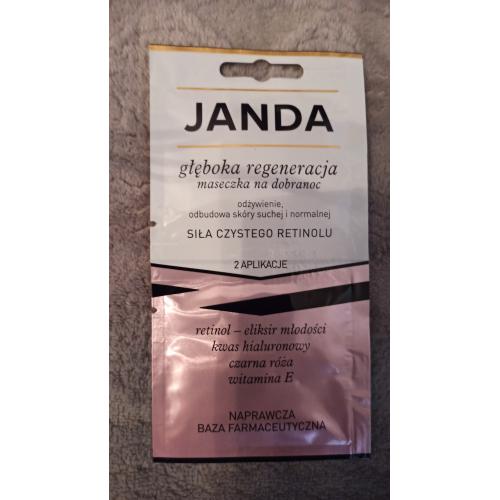 JANDA
głęboka regeneracja
maseczka na dobranoc
odżywienie,
odbudowa skóry suchej i normalnej
SIŁA CZYSTEGO RETINOLU
2 APLIKACJE
retinol – eliksir młodości
kwas hialuronowy
czarna róża
witamina E
NAPRAWCZA
BAZA FARMACEUTYCZNA